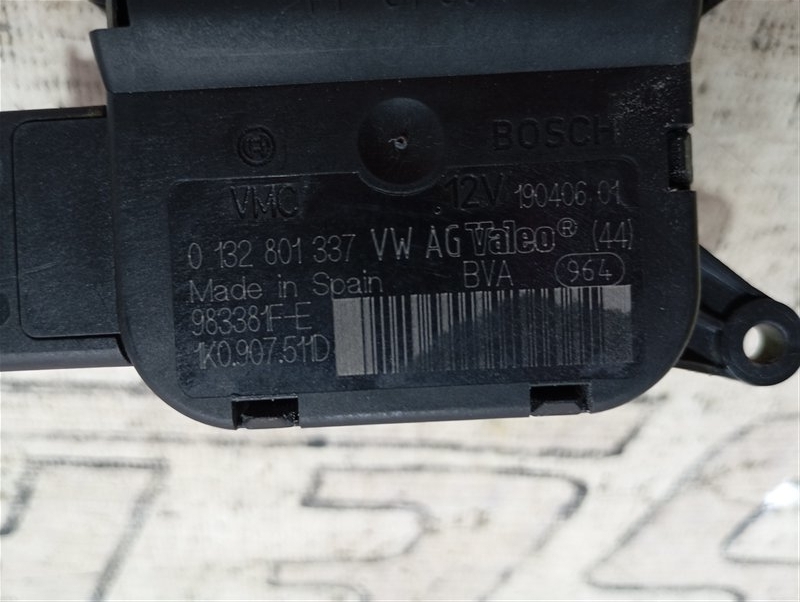 BOSCH
VMC 12V 190406 01
0 132 801 337 VW AG Valeo® (44)
Made in Spain BVA 964
983381F-E
1K0.907.511D